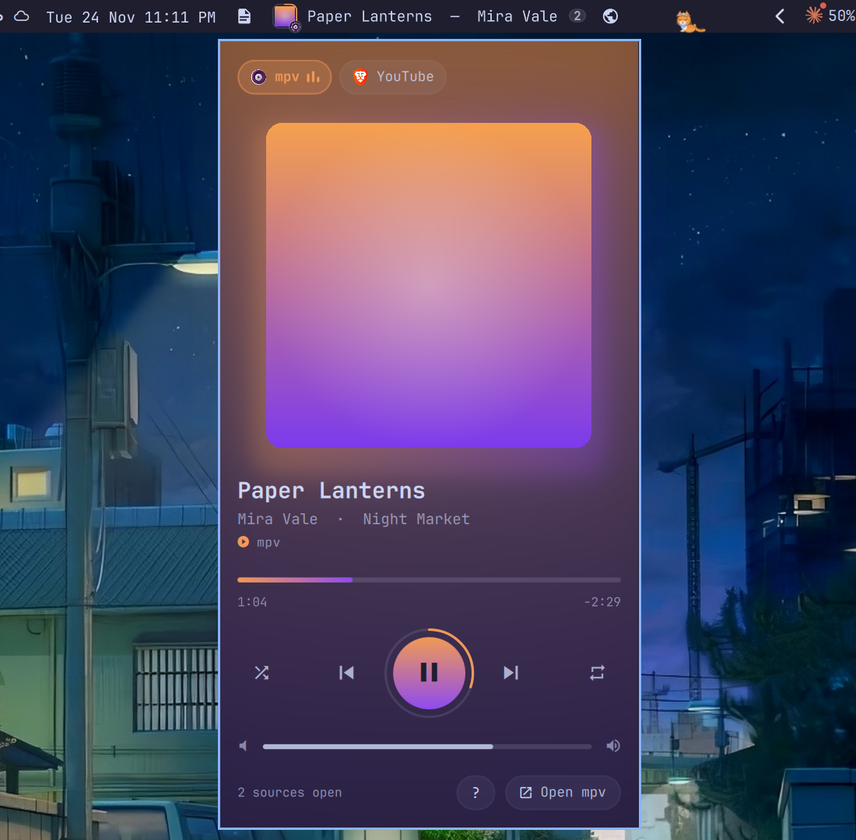 Tue 24 Nov 11:11 PM
Paper Lanterns — Mira Vale 2
50%
mpv
YouTube
Paper Lanterns
Mira Vale · Night Market
mpv
1:04
-2:29
2 sources open
?
Open mpv